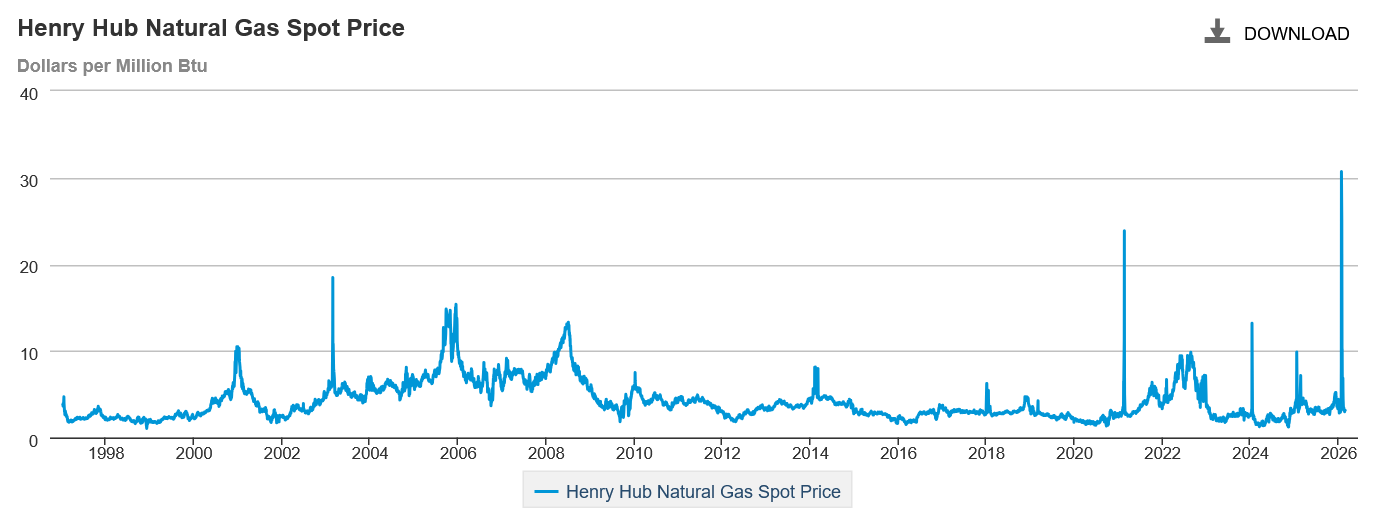 Henry Hub Natural Gas Spot Price
DOWNLOAD
Dollars per Million Btu
40
30
20
10
0
1998 2000 2002 2004 2006 2008 2010 2012 2014 2016 2018 2020 2022 2024 2026
Henry Hub Natural Gas Spot Price